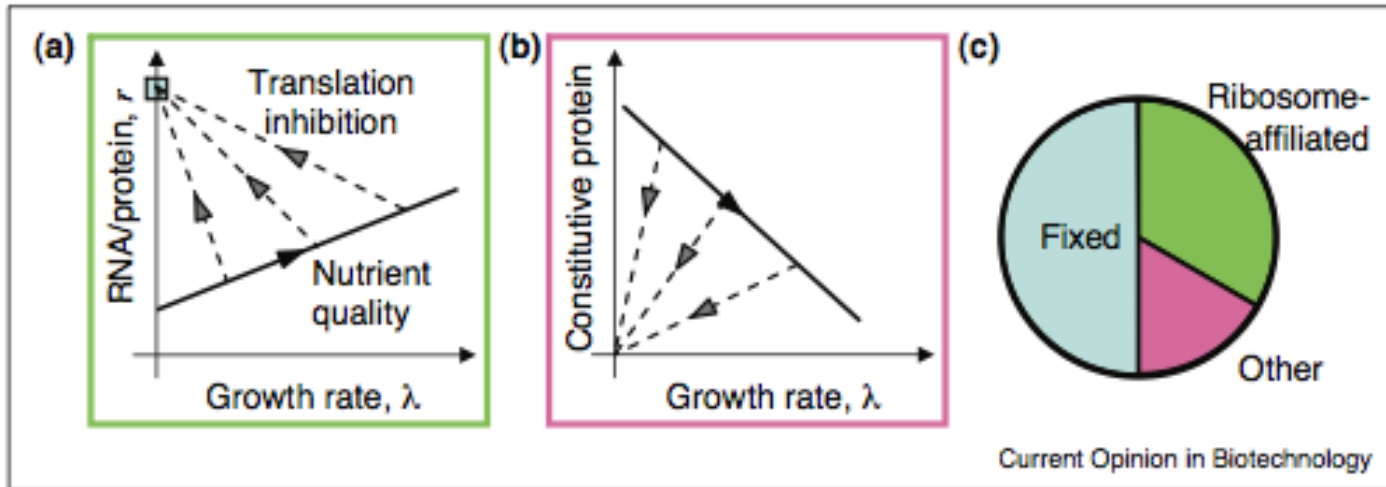 (a)
RNA/protein, r
Translation
inhibition
Nutrient
quality
Growth rate, λ
(b)
Constitutive protein
Growth rate, λ
(c)
Ribosome-
affiliated
Fixed
Other
Current Opinion in Biotechnology